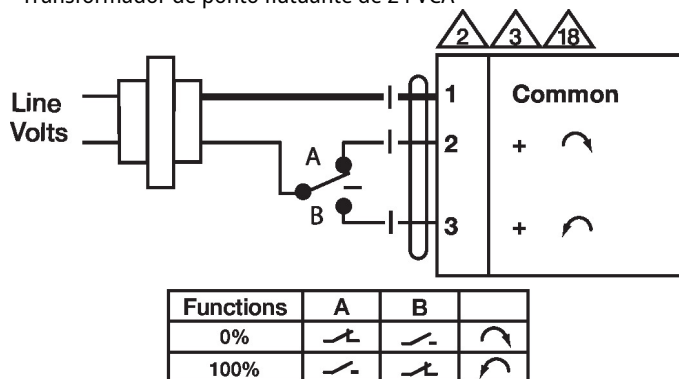 Transformador de ponto flutuante de 24 VCA
2 3 18
Line
Volts
1 Common
A
2 +
B
3 +
Functions A B
0%
100%